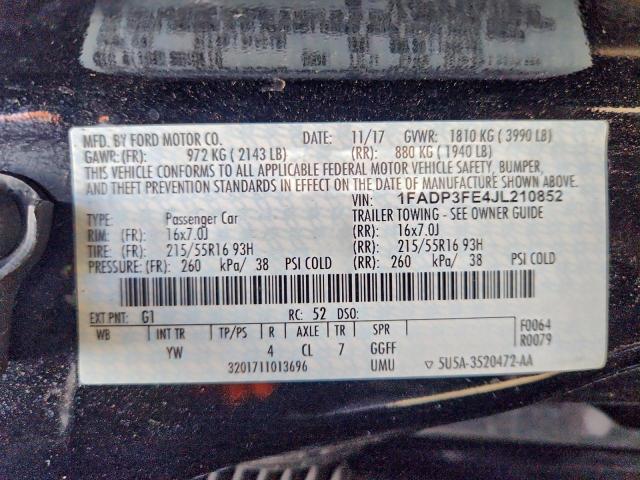 MFD. BY FORD MOTOR CO. DATE: 11/17 GVWR: 1810 KG ( 3990 LB)
GAWR: (FR): 972 KG ( 2143 LB) (RR): 880 KG ( 1940 LB)
THIS VEHICLE CONFORMS TO ALL APPLICABLE FEDERAL MOTOR VEHICLE SAFETY, BUMPER,
AND THEFT PREVENTION STANDARDS IN EFFECT ON THE DATE OF MANUFACTURE SHOWN ABOVE.
VIN: 1FADP3FE4JL210852
TYPE: Passenger Car TRAILER TOWING - SEE OWNER GUIDE
RIM: (FR): 16x7.0J (RR): 16x7.0J
TIRE: (FR): 215/55R16 93H (RR): 215/55R16 93H
PRESSURE: (FR): 260 kPa/ 38 PSI COLD (RR): 260 kPa/ 38 PSI COLD
EXT PNT: G1 RC: 52 DSO: F0064
WB INT TR TP/PS R AXLE TR SPR R0079
YW 4 CL 7 GGFF
3201711013696 UMU ▽ 5U5A-3520472-AA